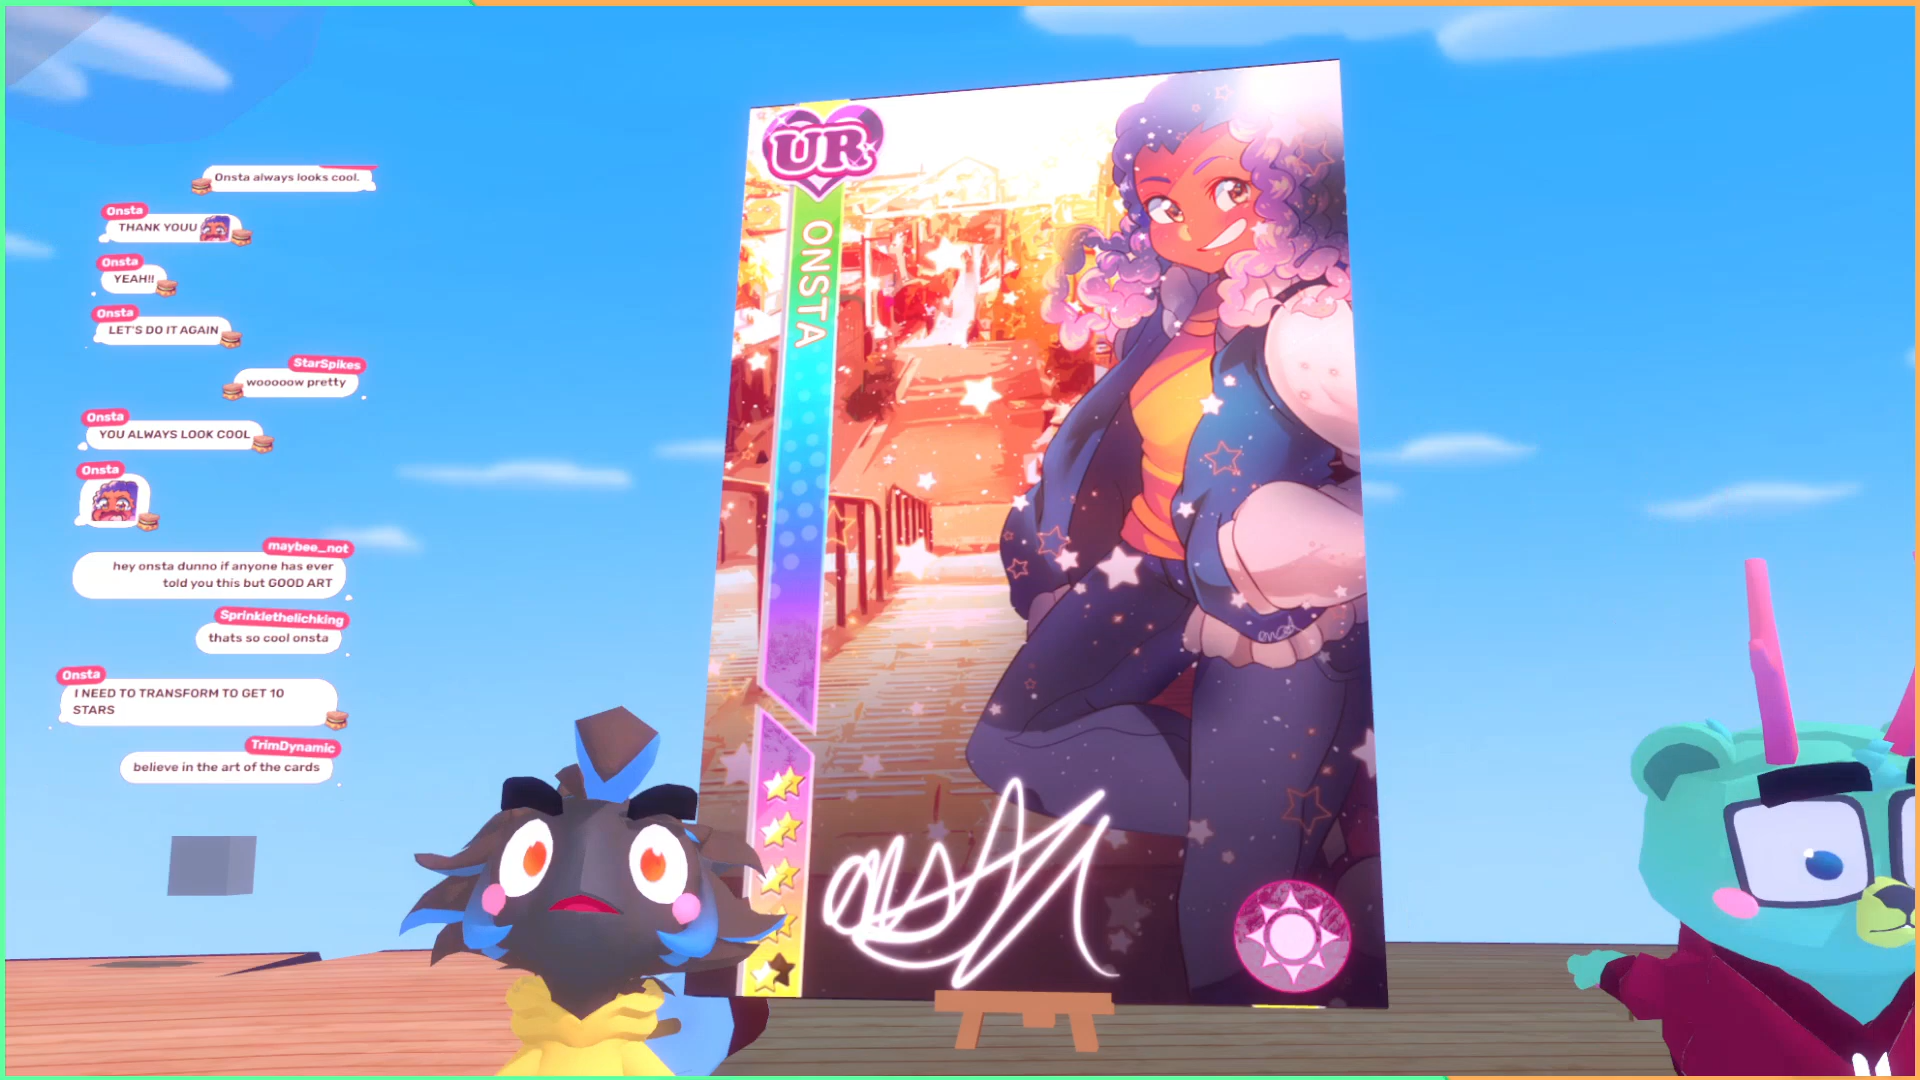 Onsta always looks cool.
Onsta
THANK YOUU
Onsta
YEAH!!
Onsta
LET'S DO IT AGAIN
StarSpikes
wooooow pretty
Onsta
YOU ALWAYS LOOK COOL
Onsta
maybee_not
hey onsta dunno if anyone has ever
told you this but GOOD ART
Sprinklethelichking
thats so cool onsta
Onsta
I NEED TO TRANSFORM TO GET 10
STARS
TrimDynamic
believe in the art of the cards
UR
ONSTA
onsta